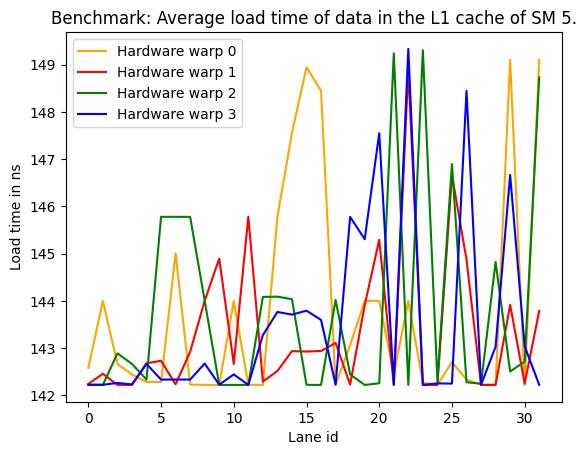 Benchmark: Average load time of data in the L1 cache of SM 5.
Hardware warp 0
Hardware warp 1
Hardware warp 2
Hardware warp 3
Load time in ns
149
148
147
146
145
144
143
142
0 5 10 15 20 25 30
Lane id